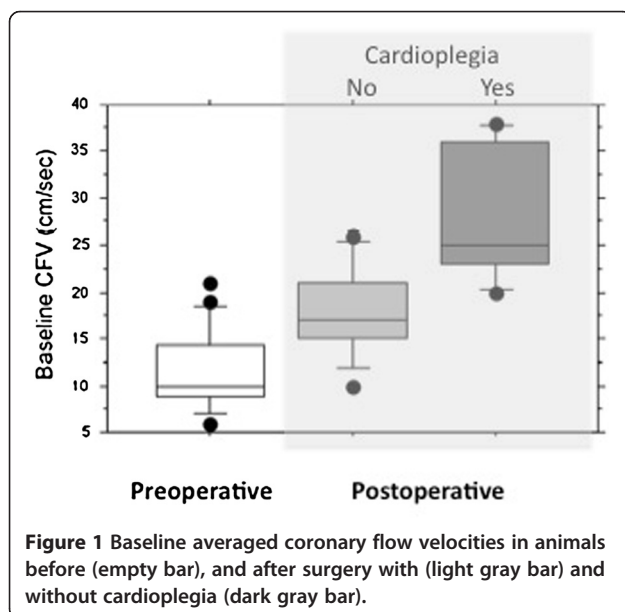 Cardioplegia
No Yes
40
35
30
25
20
15
10
5
Baseline CFV (cm/sec)
Preoperative Postoperative
Figure 1 Baseline averaged coronary flow velocities in animals
before (empty bar), and after surgery with (light gray bar) and
without cardioplegia (dark gray bar).